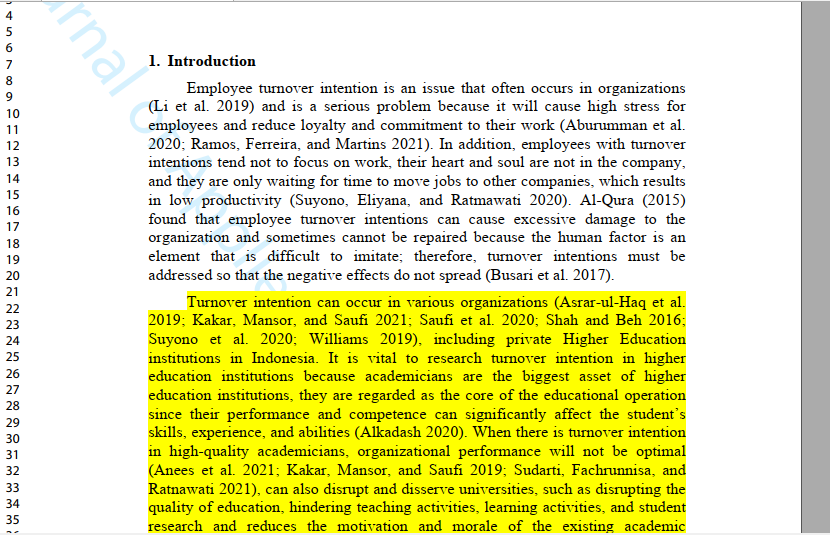 4
5
6
7
8
9
10
11
12
13
14
15
16
17
18
19
20
21
22
23
24
25
26
27
28
29
30
31
32
33
34
35
1. Introduction
Employee turnover intention is an issue that often occurs in organizations
(Li et al. 2019) and is a serious problem because it will cause high stress for
employees and reduce loyalty and commitment to their work (Aburumman et al.
2020; Ramos, Ferreira, and Martins 2021). In addition, employees with turnover
intentions tend not to focus on work, their heart and soul are not in the company,
and they are only waiting for time to move jobs to other companies, which results
in low productivity (Suyono, Eliyana, and Ratmawati 2020). Al-Qura (2015)
found that employee turnover intentions can cause excessive damage to the
organization and sometimes cannot be repaired because the human factor is an
element that is difficult to imitate; therefore, turnover intentions must be
addressed so that the negative effects do not spread (Busari et al. 2017).
Turnover intention can occur in various organizations (Asrar-ul-Haq et al.
2019; Kakar, Mansor, and Saufi 2021; Saufi et al. 2020; Shah and Beh 2016;
Suyono et al. 2020; Williams 2019), including private Higher Education
institutions in Indonesia. It is vital to research turnover intention in higher
education institutions because academicians are the biggest asset of higher
education institutions, they are regarded as the core of the educational operation
since their performance and competence can significantly affect the student's
skills, experience, and abilities (Alkadash 2020). When there is turnover intention
in high-quality academicians, organizational performance will not be optimal
(Anees et al. 2021; Kakar, Mansor, and Saufi 2019; Sudarti, Fachrunnisa, and
Ratnawati 2021), can also disrupt and disserve universities, such as disrupting the
quality of education, hindering teaching activities, learning activities, and student
research and reduces the motivation and morale of the existing academic